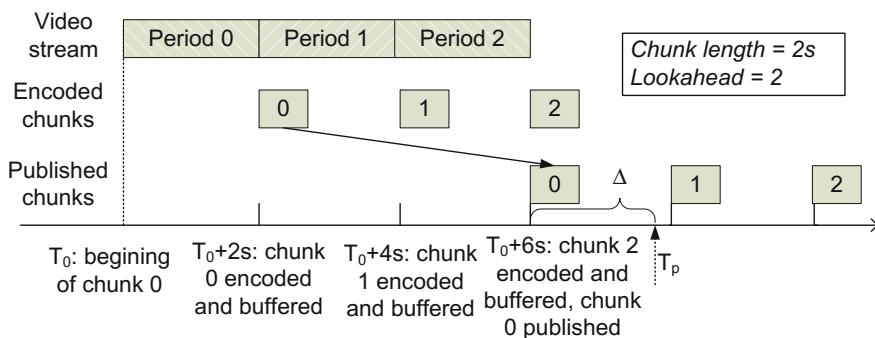 Video stream
Period 0
Period 1
Period 2
Chunk length = 2s
Lookahead = 2
Encoded chunks
0
1
2
Published chunks
0
Δ
1
2
T₀: begining of chunk 0
T₀+2s: chunk 0 encoded and buffered
T₀+4s: chunk 1 encoded and buffered
T₀+6s: chunk 2 encoded and buffered, chunk 0 published
Tₚ